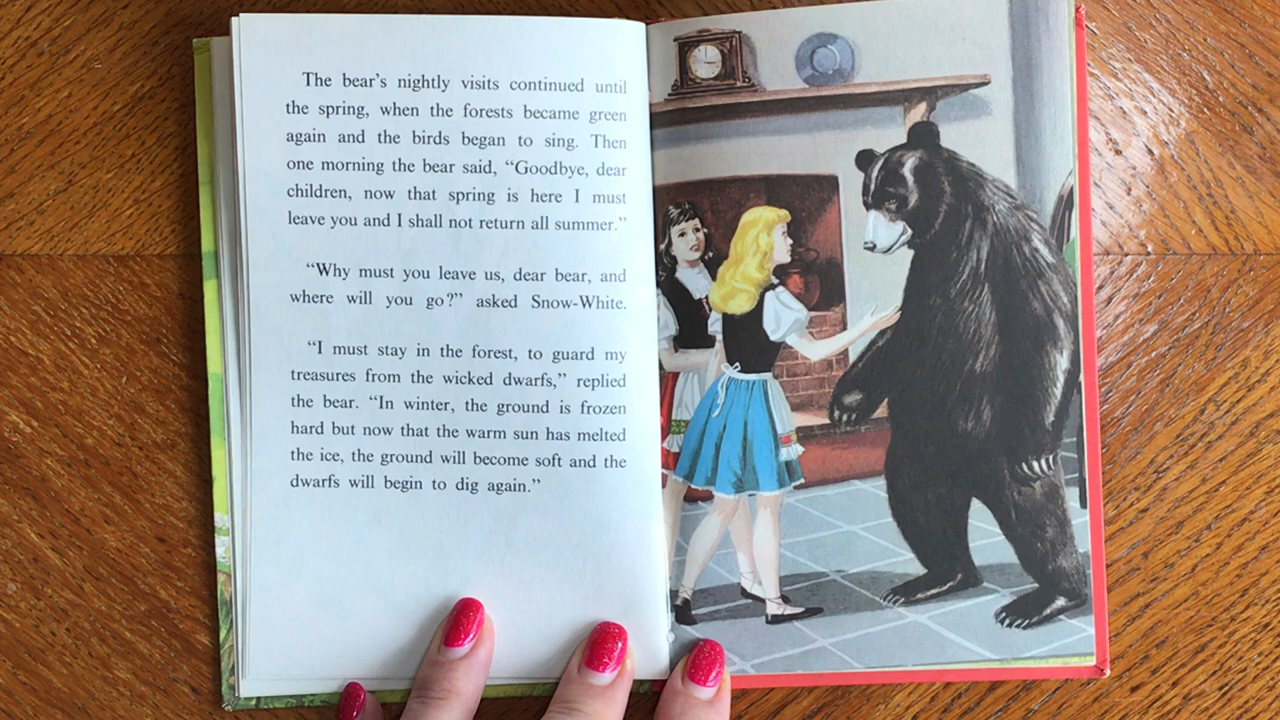 The bear's nightly visits continued until
the spring, when the forests became green
again and the birds began to sing. Then
one morning the bear said, “Goodbye, dear
children, now that spring is here I must
leave you and I shall not return all summer.”
“Why must you leave us, dear bear, and
where will you go?” asked Snow-White.
“I must stay in the forest, to guard my
treasures from the wicked dwarfs,” replied
the bear. “In winter, the ground is frozen
hard but now that the warm sun has melted
the ice, the ground will become soft and the
dwarfs will begin to dig again.”